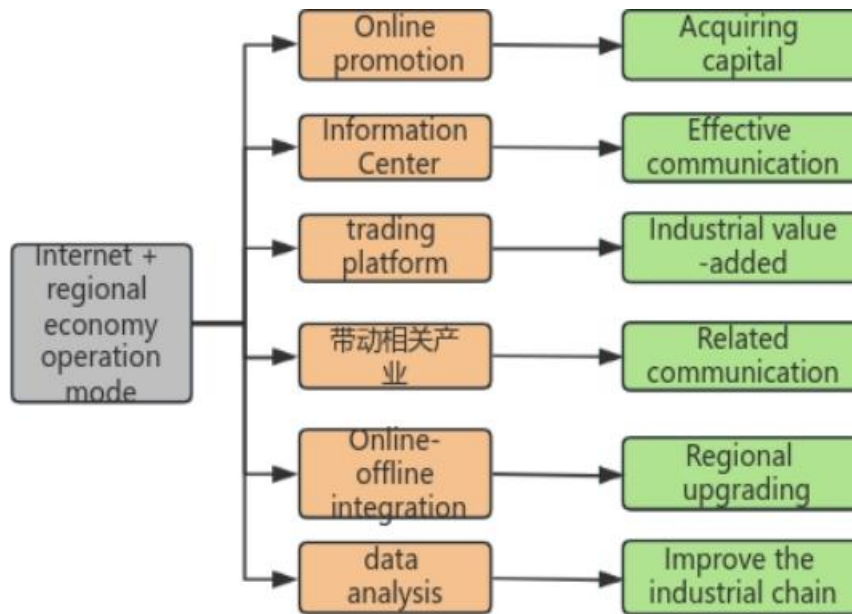 Online
promotion
Acquiring
capital
Information
Center
Effective
communication
trading
platform
Industrial value
-added
Internet +
regional
economy
operation
mode
带动相关产
业
Related
communication
Online-
offline
integration
Regional
upgrading
data
analysis
Improve the
industrial chain